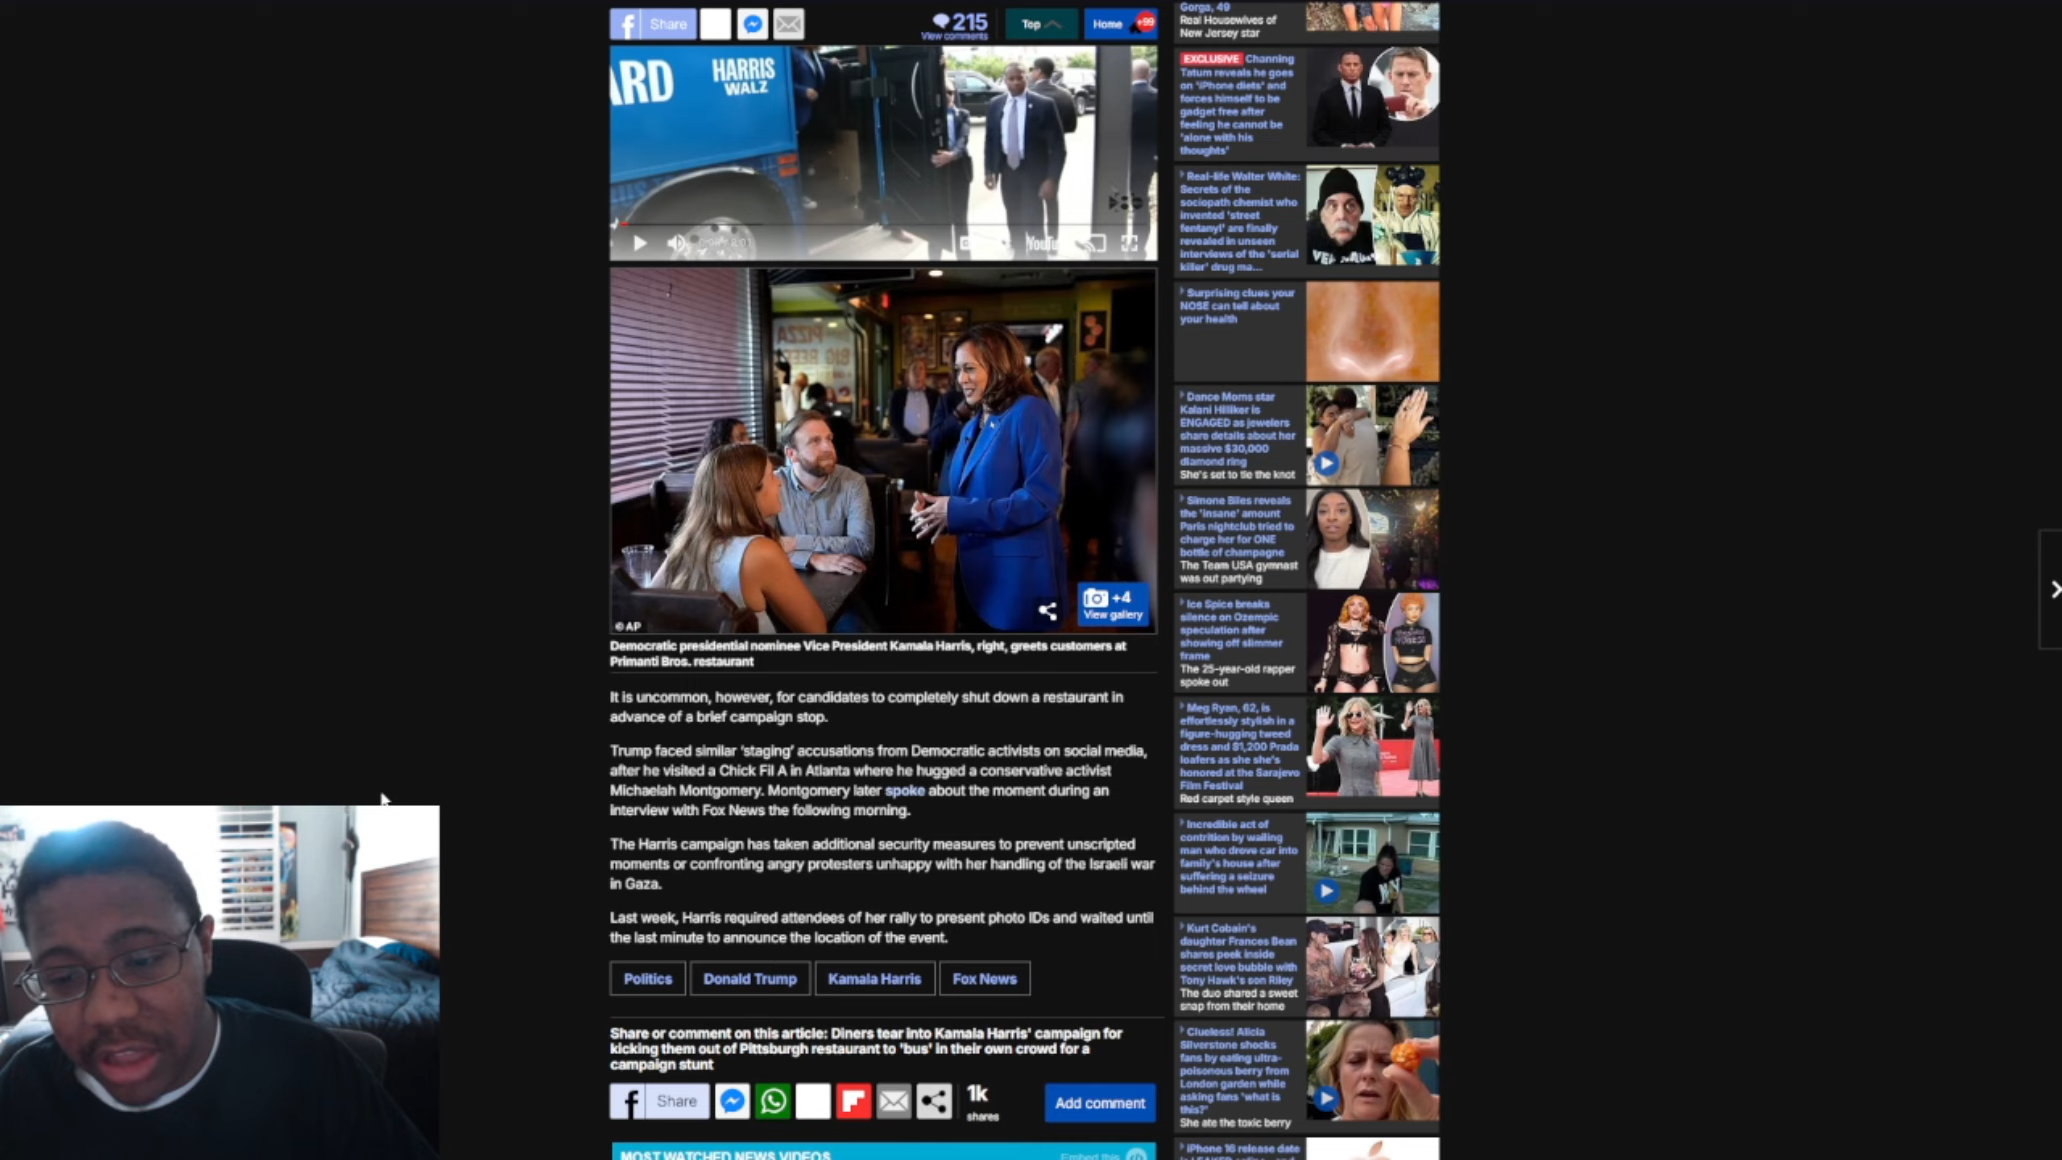 Share
215
View comments
Top
Home
+99
ARD
HARRIS
WALZ
YouTu
PIZZA
BIG BEEF
+4
View gallery
© AP
Democratic presidential nominee Vice President Kamala Harris, right, greets customers at
Primanti Bros. restaurant
It is uncommon, however, for candidates to completely shut down a restaurant in
advance of a brief campaign stop.
Trump faced similar 'staging' accusations from Democratic activists on social media,
after he visited a Chick Fil A in Atlanta where he hugged a conservative activist
Michaelah Montgomery. Montgomery later spoke about the moment during an
interview with Fox News the following morning.
The Harris campaign has taken additional security measures to prevent unscripted
moments or confronting angry protesters unhappy with her handling of the Israeli war
in Gaza.
Last week, Harris required attendees of her rally to present photo IDs and waited until
the last minute to announce the location of the event.
Politics
Donald Trump
Kamala Harris
Fox News
Share or comment on this article: Diners tear into Kamala Harris' campaign for
kicking them out of Pittsburgh restaurant to 'bus' in their own crowd for a
campaign stunt
Share
1k
shares
Add comment
MOST WATCHED NEWS VIDEOS
Embed this
Gorga, 49
Real Housewives of
New Jersey star
EXCLUSIVE Channing
Tatum reveals he goes
on 'iPhone diets' and
forces himself to be
gadget free after
feeling he cannot be
'alone with his
thoughts'
Real-life Walter White:
Secrets of the
sociopath chemist who
invented 'street
fentanyl' are finally
revealed in unseen
interviews of the 'serial
killer' drug ma...
Surprising clues your
NOSE can tell about
your health
Dance Moms star
Kalani Hilliker is
ENGAGED as jewelers
share details about her
massive $30,000
diamond ring
She's set to tie the knot
Simone Biles reveals
the 'insane' amount
Paris nightclub tried to
charge her for ONE
bottle of champagne
The Team USA gymnast
was out partying
Ice Spice breaks
silence on Ozempic
speculation after
showing off slimmer
frame
The 25-year-old rapper
spoke out
Meg Ryan, 62, is
effortlessly stylish in a
figure-hugging tweed
dress and $1,200 Prada
loafers as she she's
honored at the Sarajevo
Film Festival
Red carpet style queen
Incredible act of
contrition by wailing
man who drove car into
family's house after
suffering a seizure
behind the wheel
Kurt Cobain's
daughter Frances Bean
shares peek inside
secret love bubble with
Tony Hawk's son Riley
The duo shared a sweet
snap from their home
Clueless! Alicia
Silverstone shocks
fans by eating ultra-
poisonous berry from
London garden while
asking fans 'what is
this?'
She ate the toxic berry
iPhone 16 release date